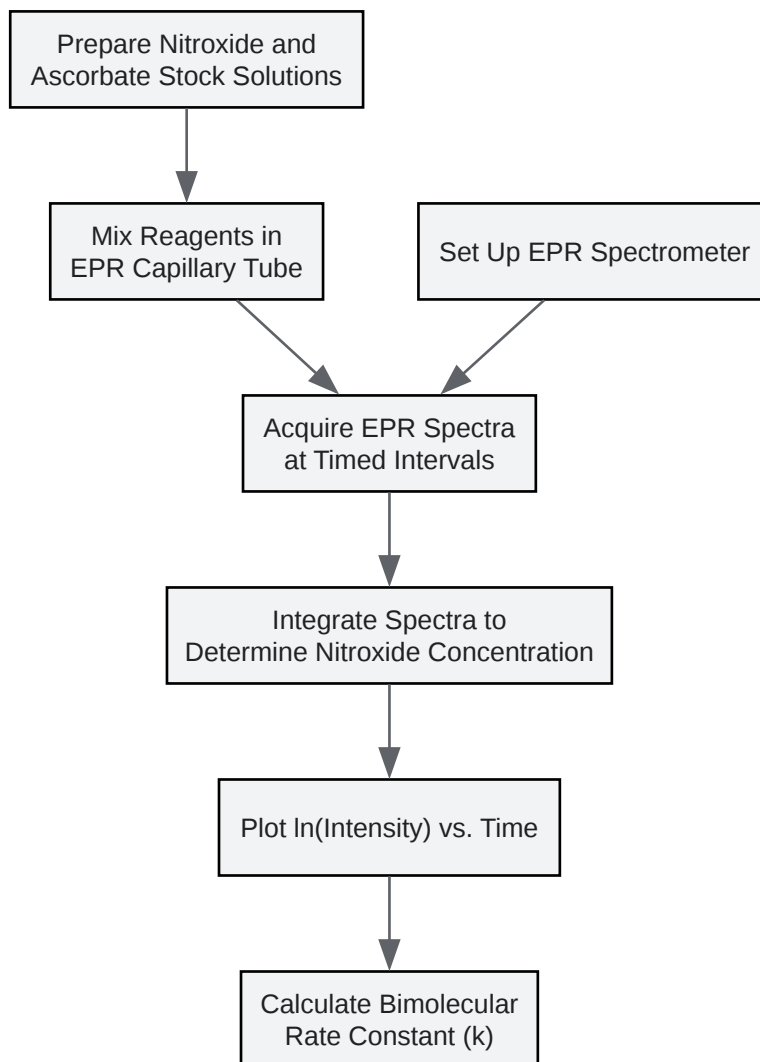 Prepare Nitroxide and
Ascorbate Stock Solutions
Mix Reagents in
EPR Capillary Tube
Set Up EPR Spectrometer
Acquire EPR Spectra
at Timed Intervals
Integrate Spectra to
Determine Nitroxide Concentration
Plot ln(Intensity) vs. Time
Calculate Bimolecular
Rate Constant (k)